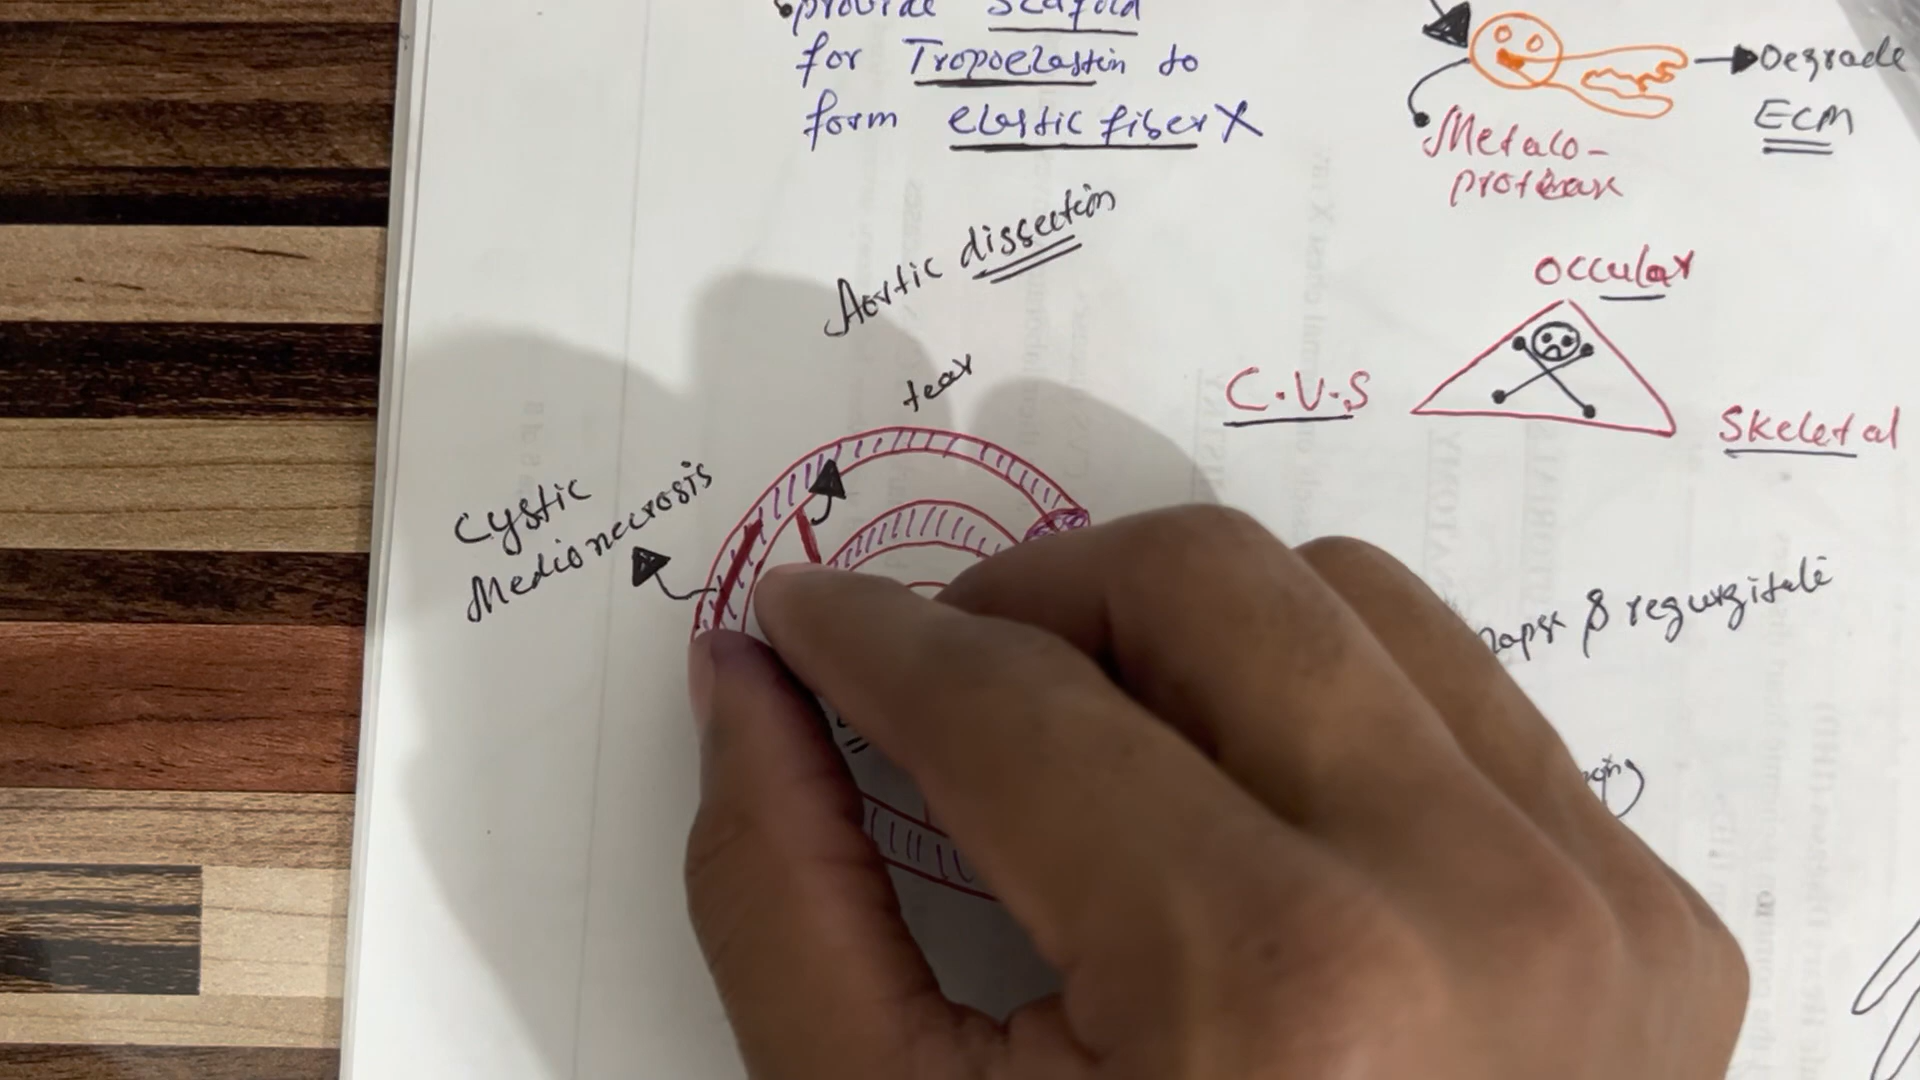 provide scafold
for Tropoelastin to
form elastic fiber X
Degrade
ECM
Metalo-
Aortic dissection
tear
Cystic
Medionecrosis
Occular
C.V.S
Skeletal
& regurgitate